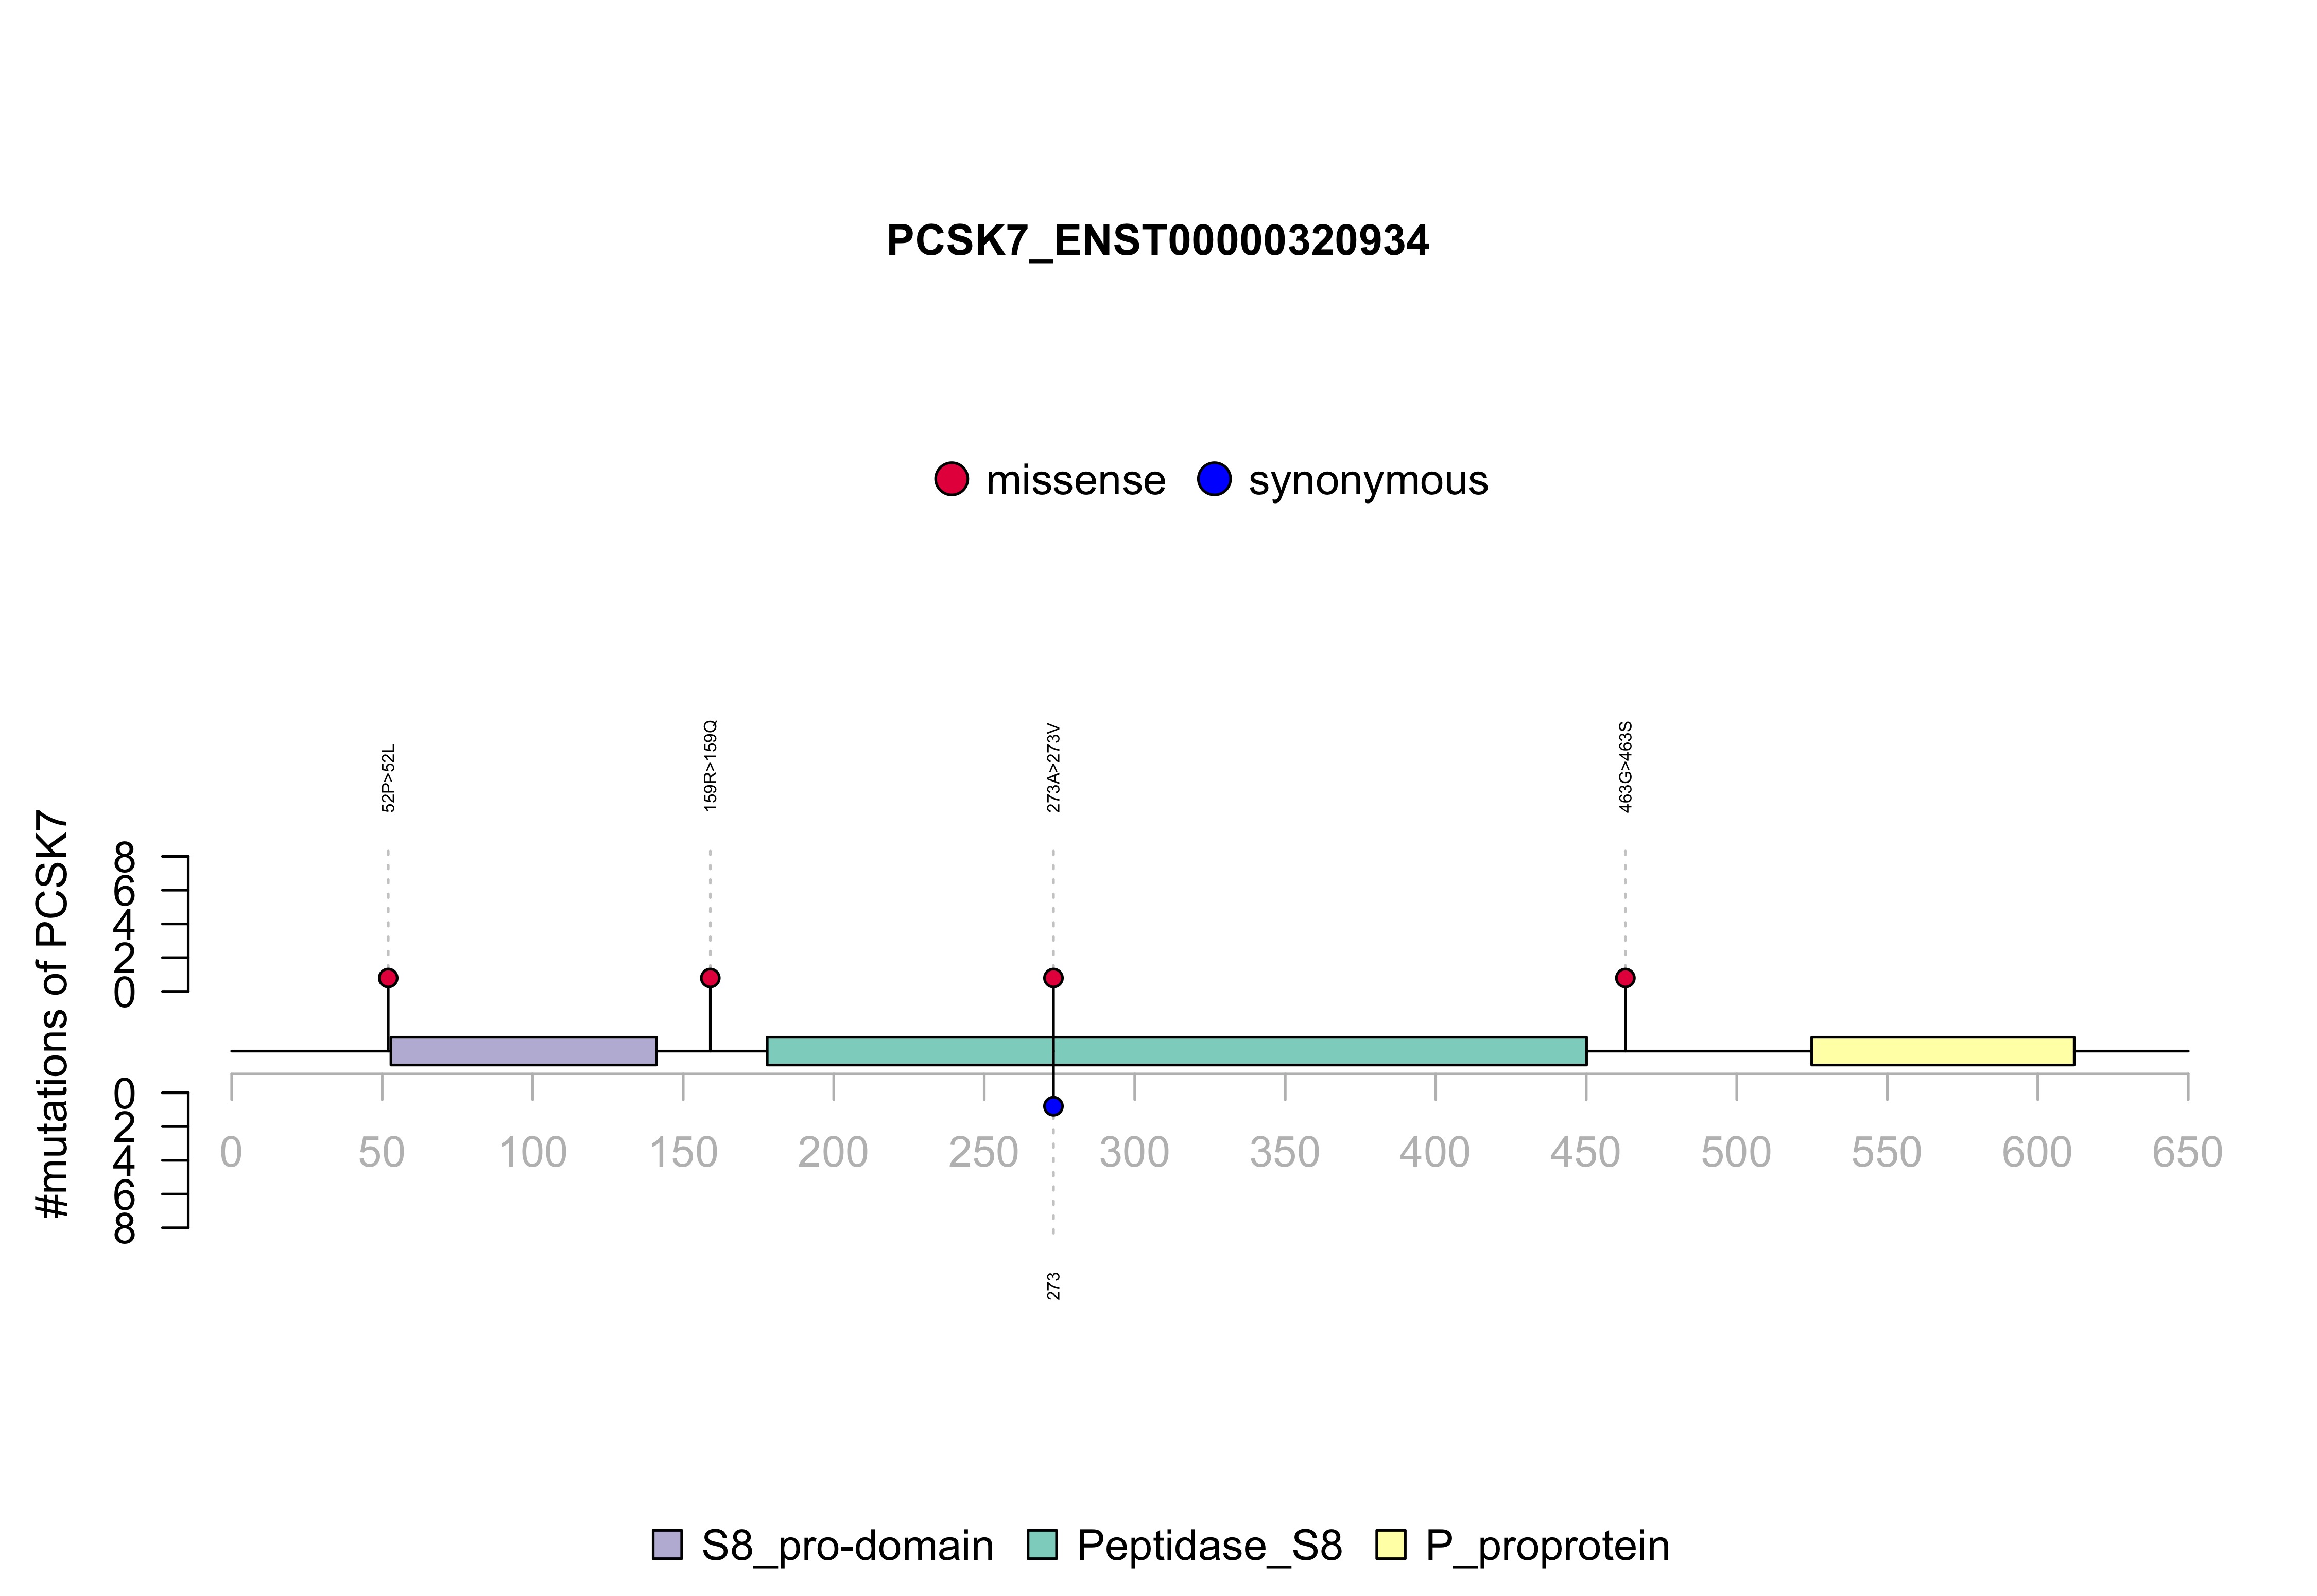 PCSK7_ENST00000320934
missense synonymous
52P>52L
159R>159Q
273A>273V
463G>463S
#mutations of PCSK7
8
6
4
2
0
0
2
4
6
8
0 50 100 150 200 250 300 350 400 450 500 550 600 650
273
S8_pro-domain Peptidase_S8 P_proprotein